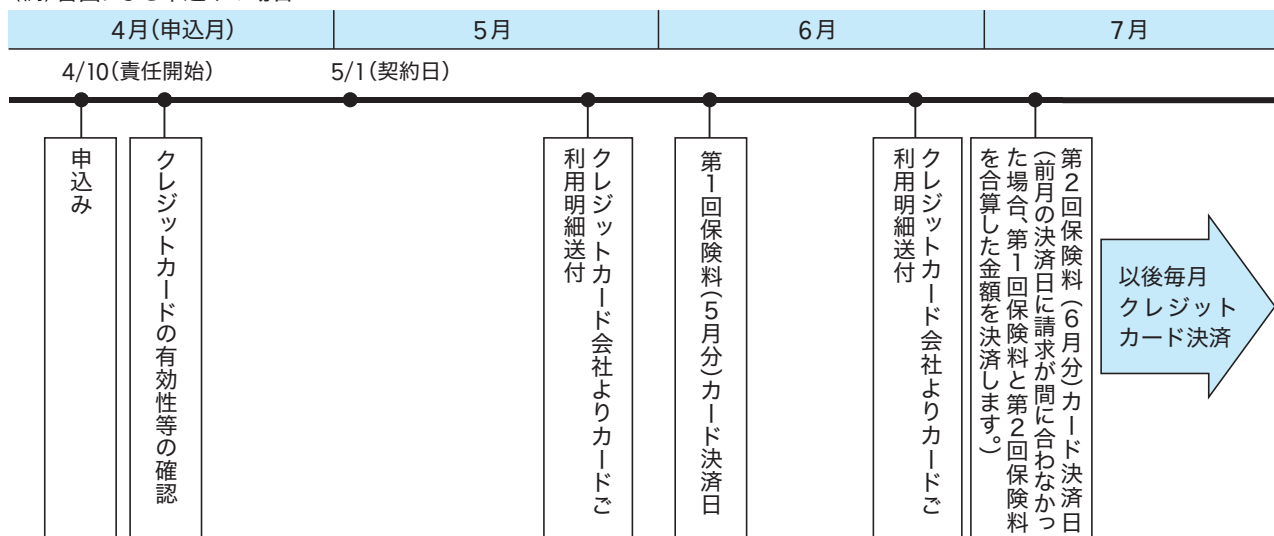 4月(申込月)
5月
6月
7月
4/10(責任開始)
5/1(契約日)
申込み
クレジットカードの有効性等の確認
クレジットカード会社よりカードご
利用明細送付
第1回保険料(5月分)カード決済日
クレジットカード会社よりカードご
利用明細送付
第2回保険料(6月分)カード決済日
(前月の決済日に請求が間に合わなかっ
た場合、第1回保険料と第2回保険料
を合算した金額を決済します。)
以後毎月
クレジット
カード決済